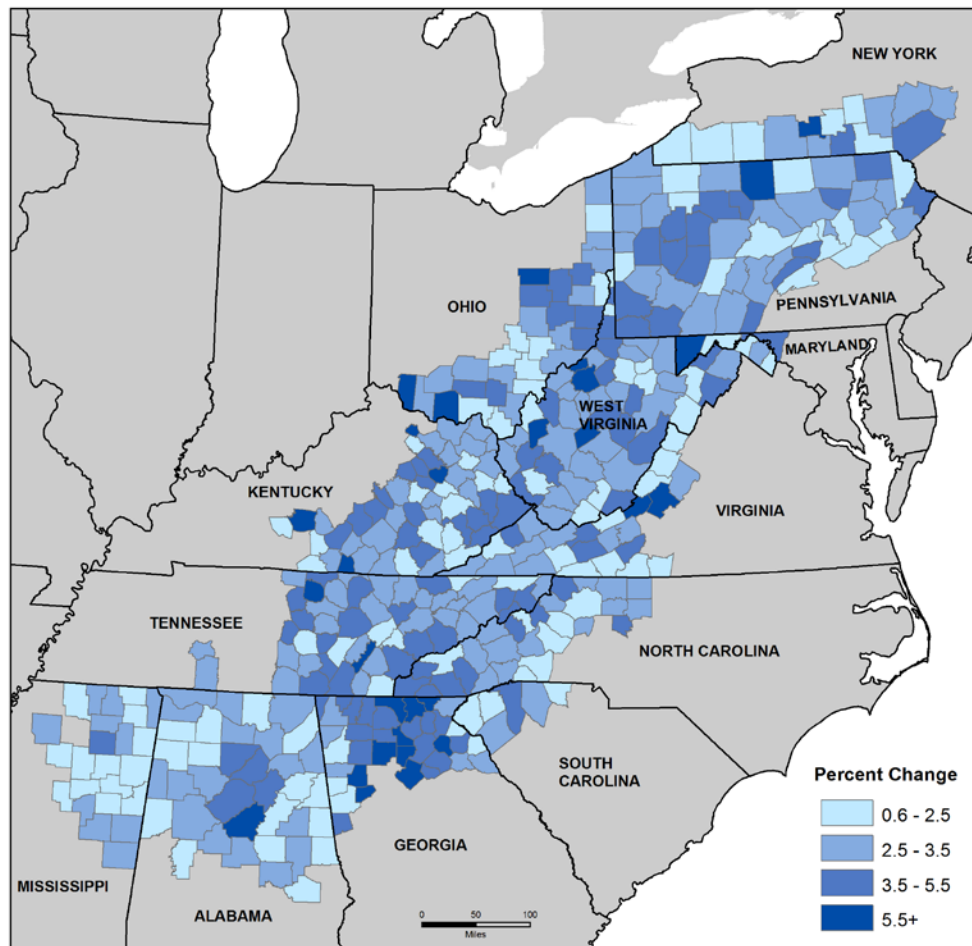 NEW YORK
PENNSYLVANIA
OHIO
MARYLAND
WEST
VIRGINIA
KENTUCKY
VIRGINIA
TENNESSEE
NORTH CAROLINA
SOUTH
CAROLINA
GEORGIA
MISSISSIPPI
ALABAMA
Percent Change
0.6 - 2.5
2.5 - 3.5
3.5 - 5.5
5.5+
0 50 100
Miles